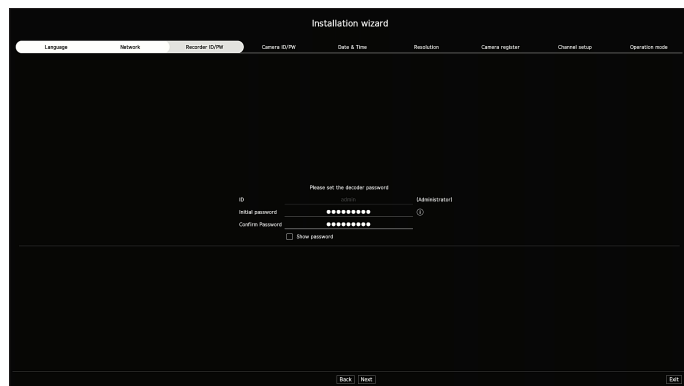 Installation wizard
Language Network Recorder ID/PW Camera ID/PW Date & Time Resolution Camera register Channel setup Operation mode
Please set the decoder password
ID admin (Administrator)
Initial password ●●●●●●●●●
Confirm Password ●●●●●●●●●
Show password
Back Next Exit